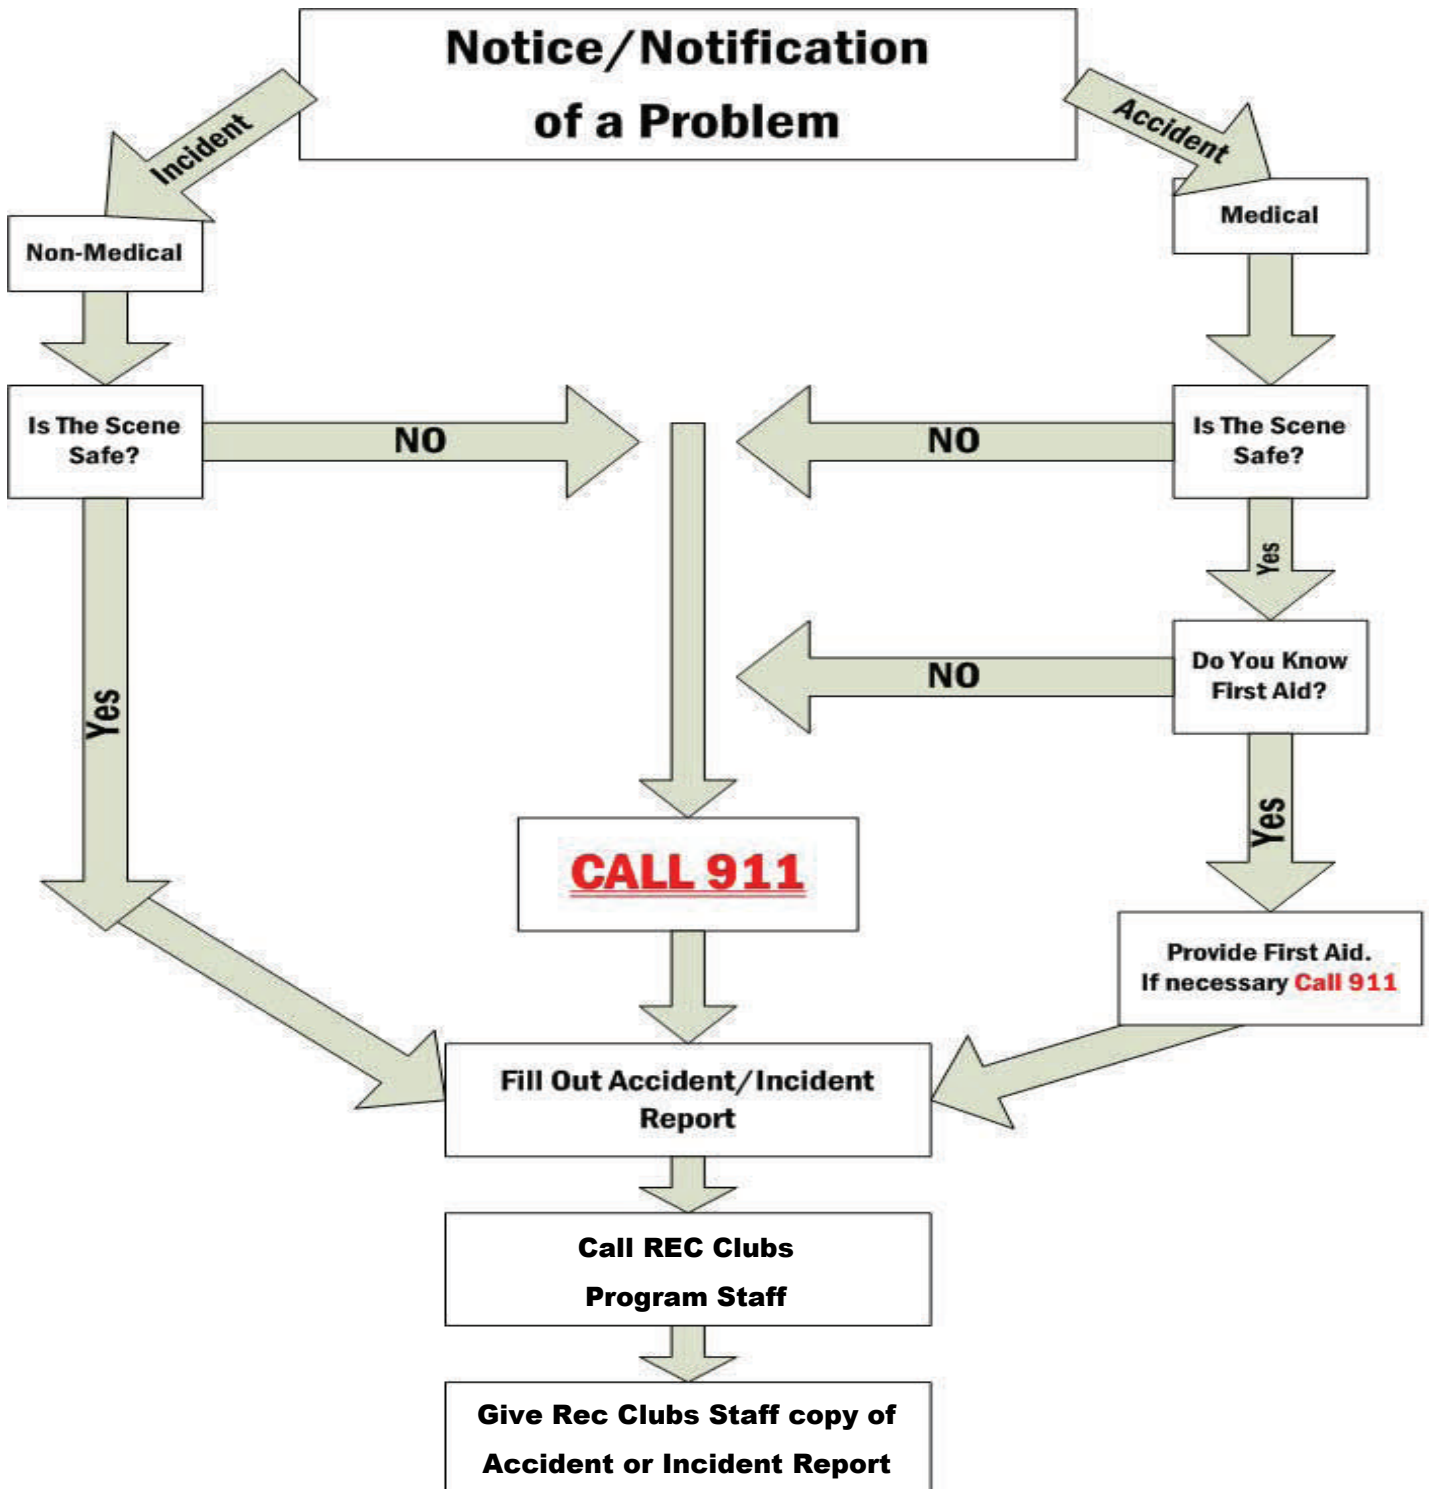 Notice/Notification
of a Problem
Incident
Accident
Non-Medical
Medical
Is The Scene
Safe?
NO
NO
Is The Scene
Safe?
Yes
Yes
NO
Do You Know
First Aid?
Yes
CALL 911
Provide First Aid.
If necessary Call 911
Fill Out Accident/Incident
Report
Call REC Clubs
Program Staff
Give Rec Clubs Staff copy of
Accident or Incident Report